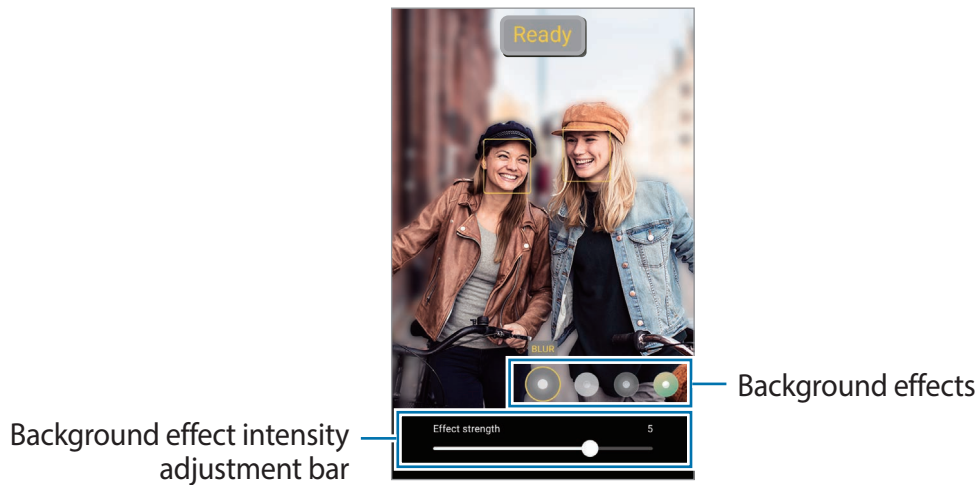 Ready
BLUR
Background effects
Effect strength 5
Background effect intensity
adjustment bar